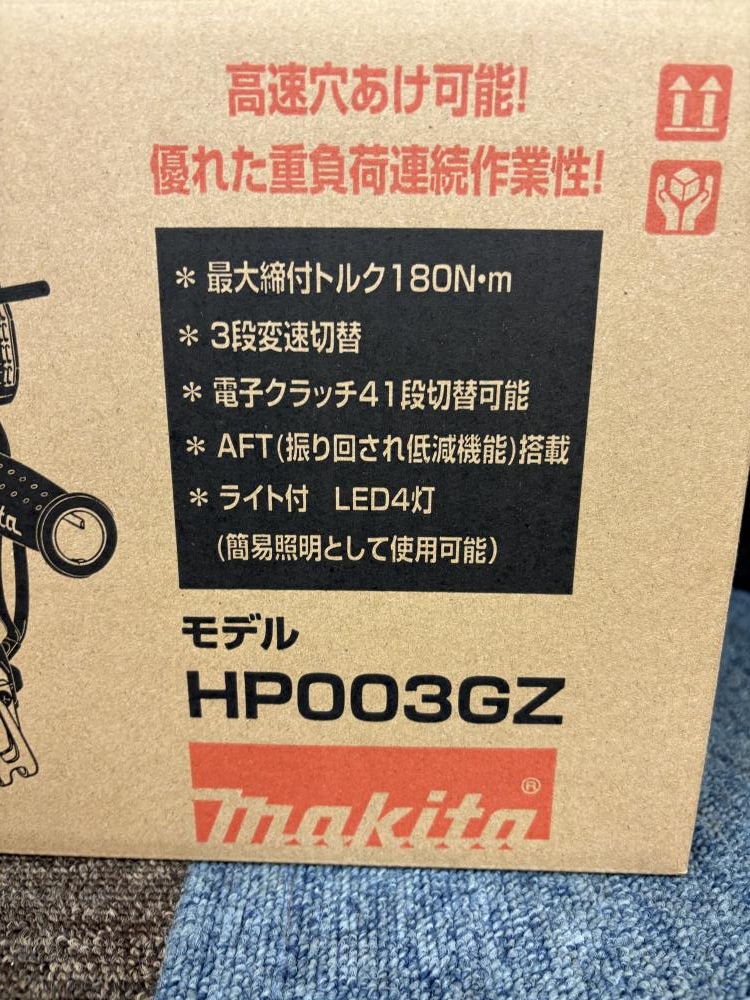 高速穴あけ可能!
優れた重負荷連続作業性!
＊ 最大締付トルク180N・m
＊ 3段変速切替
＊ 電子クラッチ41段切替可能
＊ AFT(振り回され低減機能)搭載
＊ ライト付 LED4灯
(簡易照明として使用可能)
モデル
HP003GZ
makita®